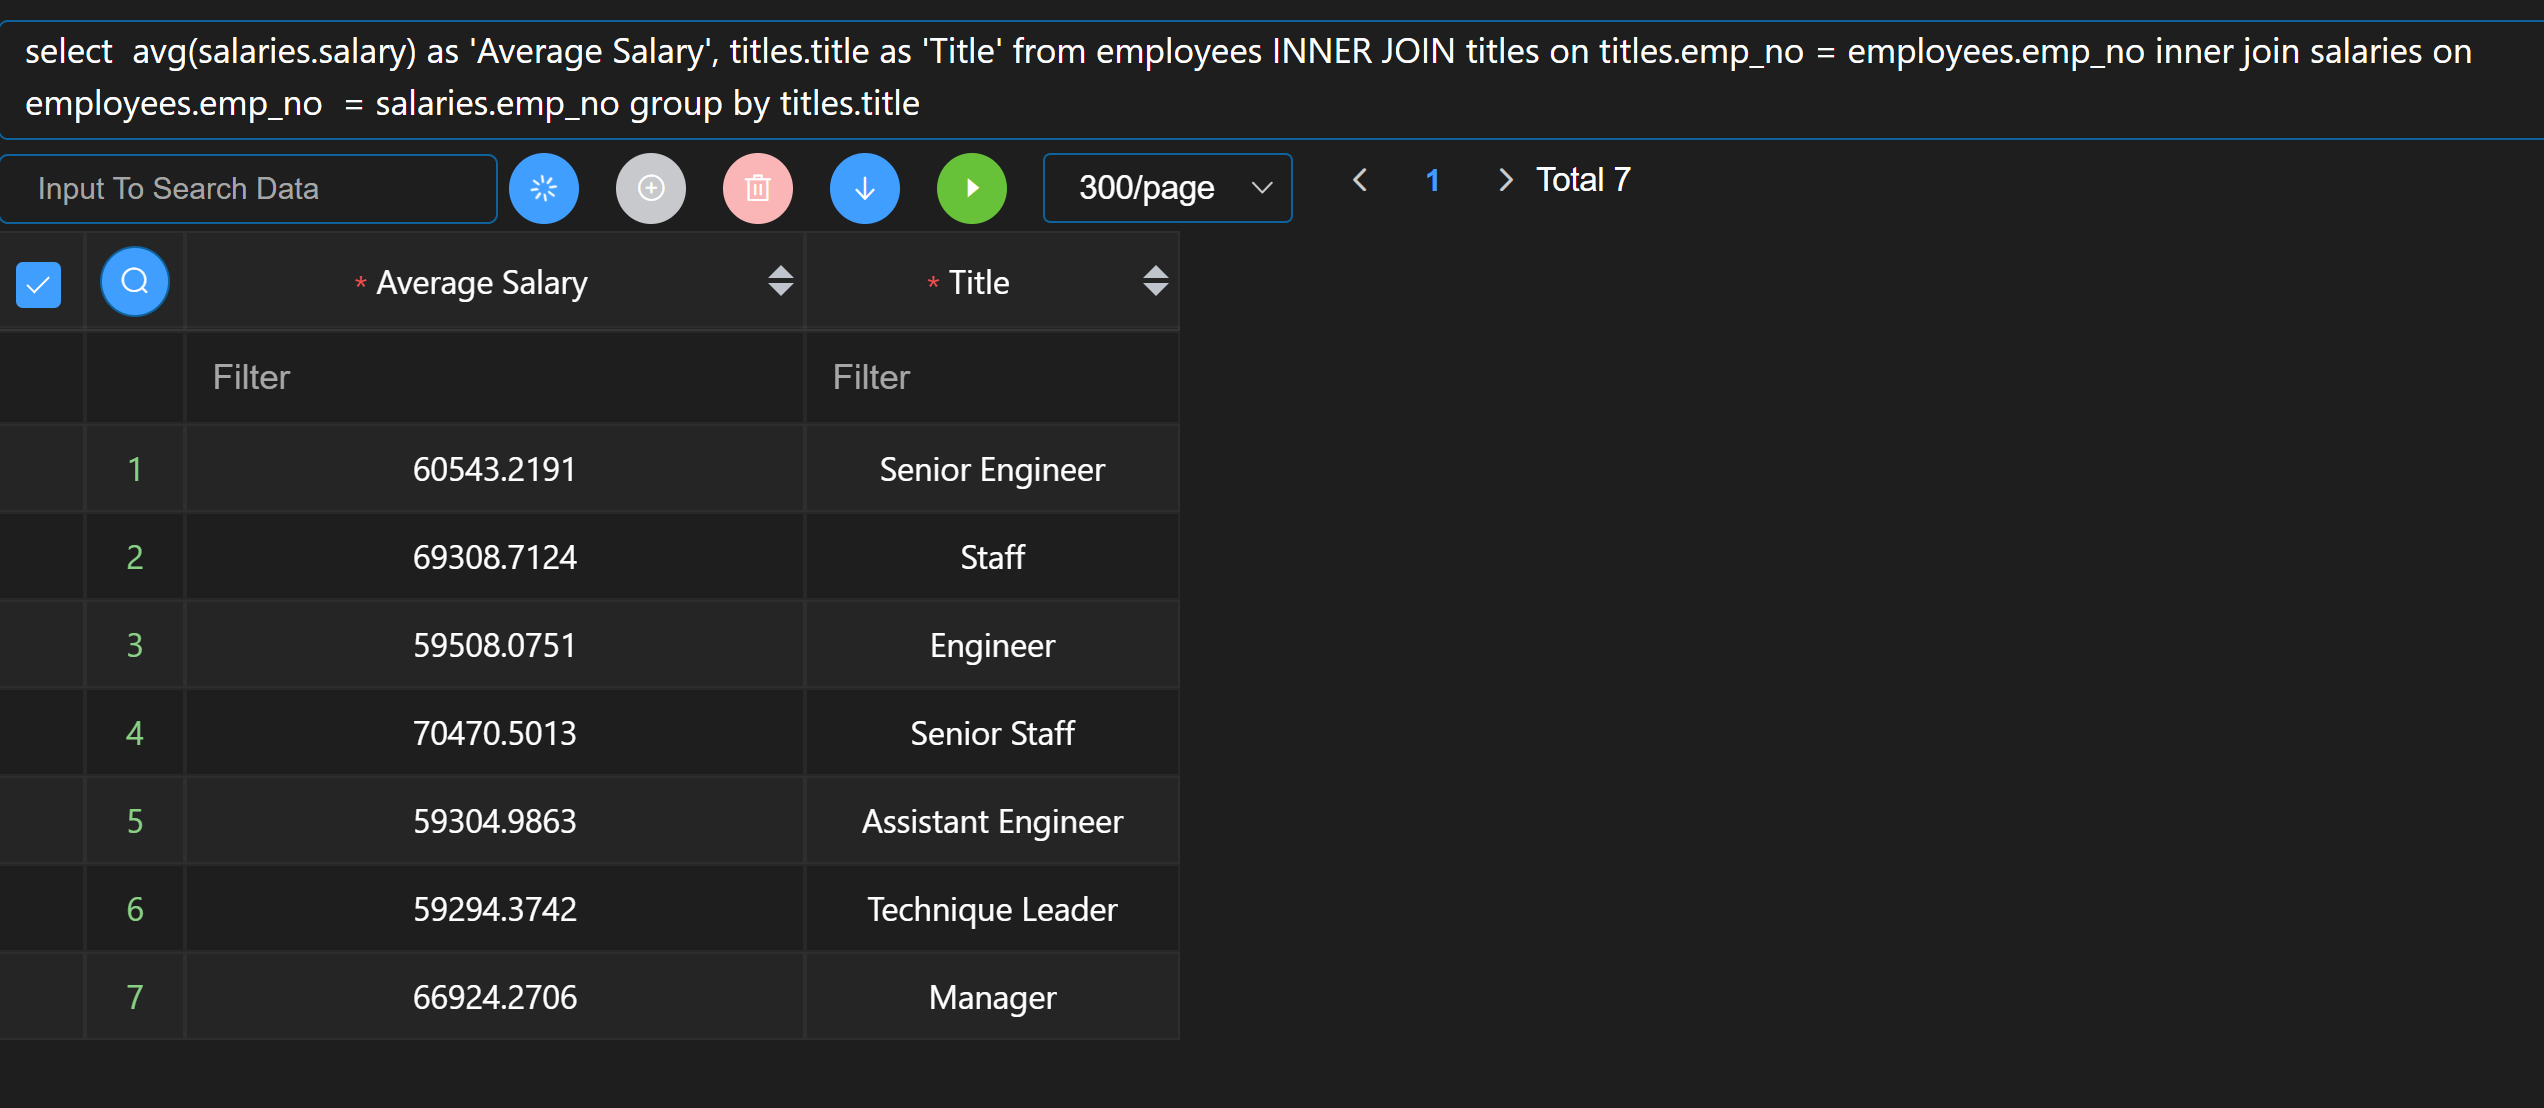 select  avg(salaries.salary) as 'Average Salary', titles.title as 'Title' from employees INNER JOIN titles on titles.emp_no = employees.emp_no inner join salaries on
employees.emp_no  = salaries.emp_no group by titles.title
Input To Search Data 300/page 1 Total 7
* Average Salary * Title
Filter Filter
1 60543.2191 Senior Engineer
2 69308.7124 Staff
3 59508.0751 Engineer
4 70470.5013 Senior Staff
5 59304.9863 Assistant Engineer
6 59294.3742 Technique Leader
7 66924.2706 Manager